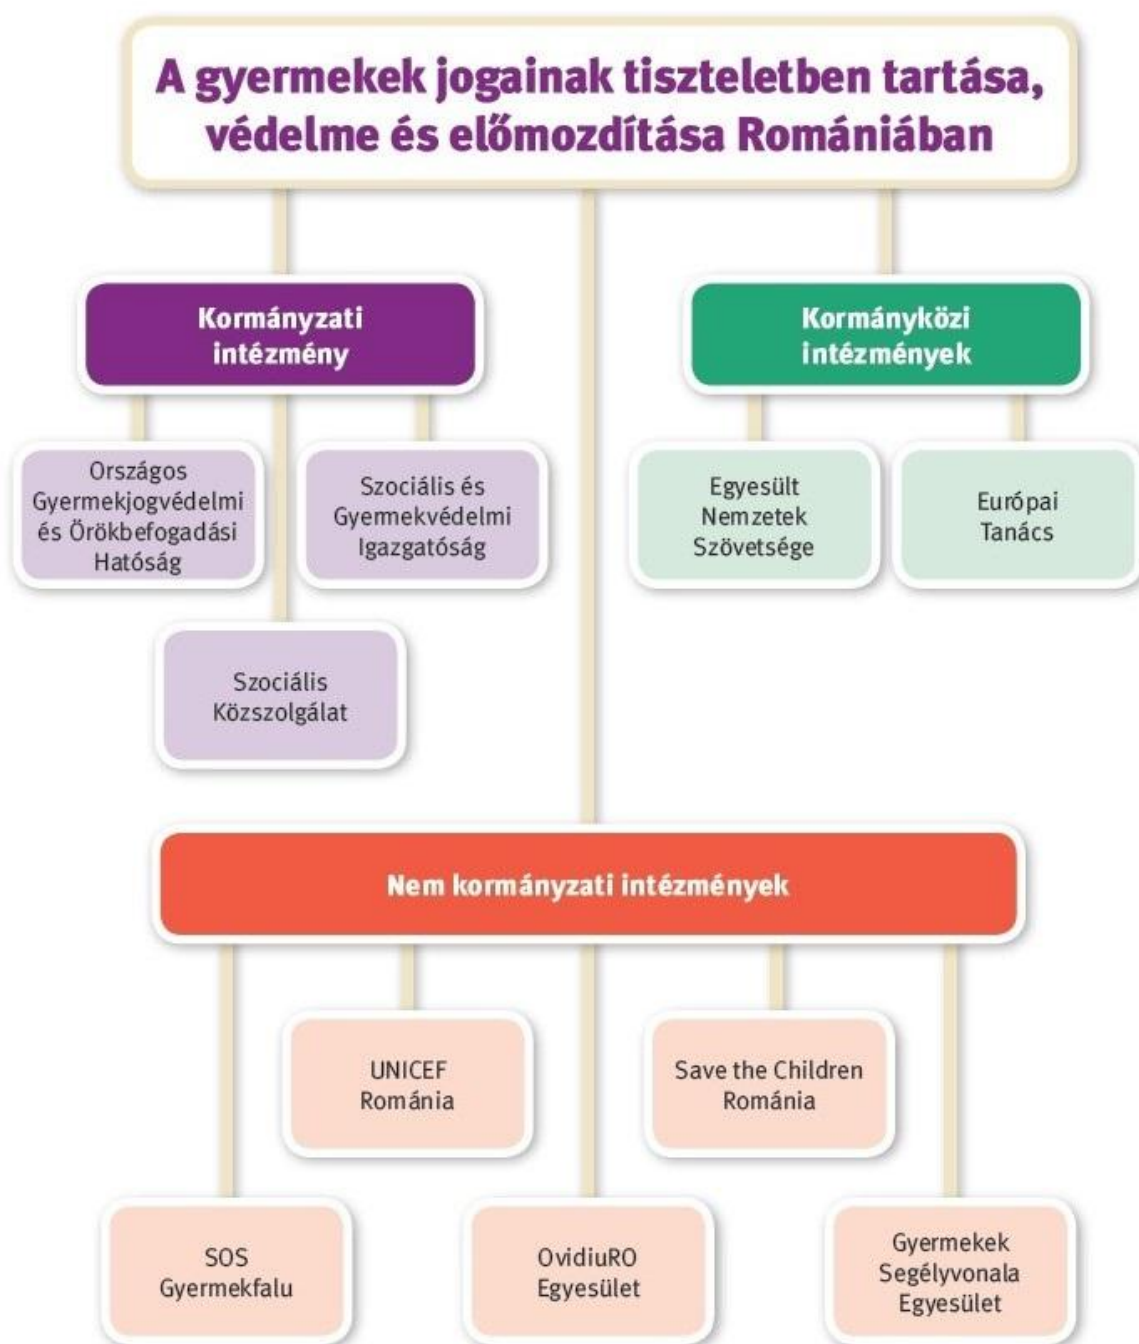 A gyermekek jogainak tiszteletben tartása,
védelme és előmozdítása Romániában
Kormányzati
intézmény
Kormányközi
intézmények
Országos
Gyermekjogvédelmi
és Örökbefogadási
Hatóság
Szociális és
Gyermekvédelmi
Igazgatóság
Egyesült
Nemzetek
Szövetsége
Európai
Tanács
Szociális
Közszolgálat
Nem kormányzati intézmények
UNICEF
Románia
Save the Children
Románia
SOS
Gyermekfalu
OvidiuRO
Egyesület
Gyermekek
Segélyvonala
Egyesület